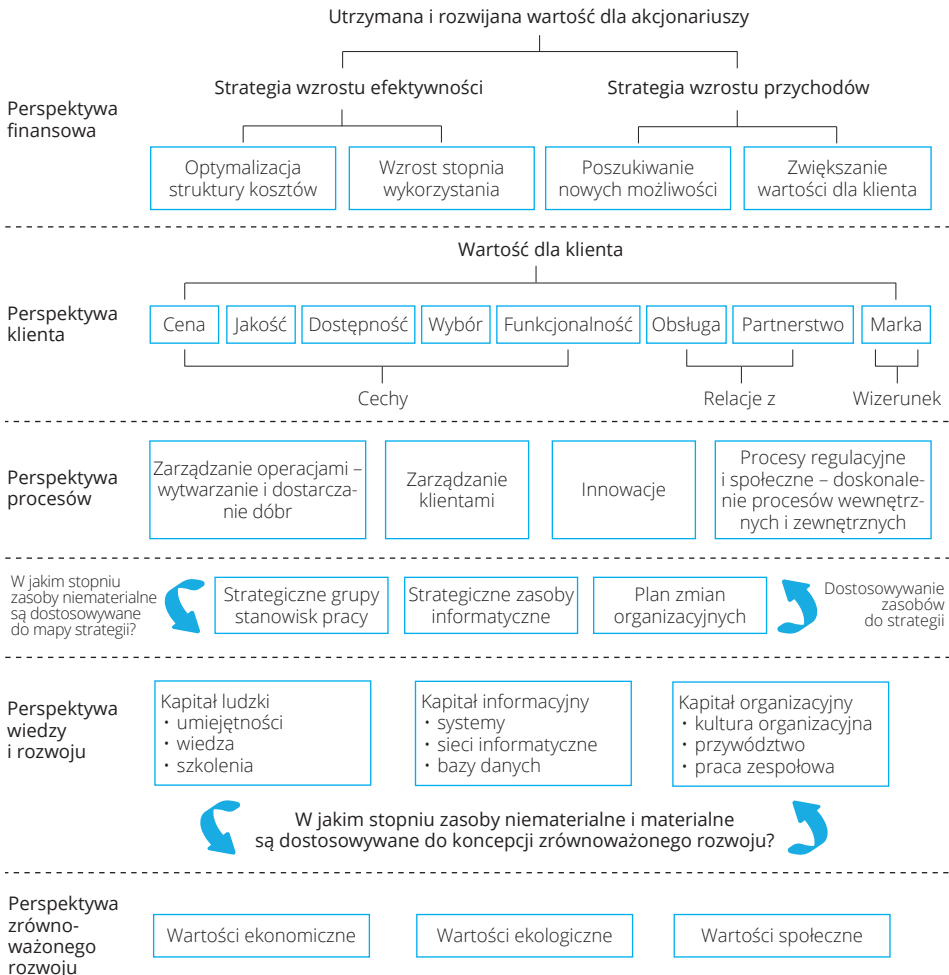 Utrzymana i rozwijana wartość dla akcjonariuszy
Strategia wzrostu efektywności
Strategia wzrostu przychodów
Perspektywa
finansowa
Optymalizacja
struktury kosztów
Wzrost stopnia
wykorzystania
Poszukiwanie
nowych możliwości
Zwiększanie
wartości dla klienta
Wartość dla klienta
Perspektywa
klienta
Cena
Jakość
Dostępność
Wybór
Funkcjonalność
Obsługa
Partnerstwo
Marka
Cechy
Relacje z
Wizerunek
Perspektywa
procesów
Zarządzanie operacjami –
wytwarzanie i dostarcza-
nie dóbr
Zarządzanie
klientami
Innowacje
Procesy regulacyjne
i społeczne – doskonale-
nie procesów wewnętrz-
nych i zewnętrznych
W jakim stopniu
zasoby niematerialne
są dostosowywane
do mapy strategii?
Strategiczne grupy
stanowisk pracy
Strategiczne zasoby
informatyczne
Plan zmian
organizacyjnych
Dostosowywanie
zasobów
do strategii
Perspektywa
wiedzy
i rozwoju
Kapitał ludzki
• umiejętności
• wiedza
• szkolenia
Kapitał informacyjny
• systemy
• sieci informatyczne
• bazy danych
Kapitał organizacyjny
• kultura organizacyjna
• przywództwo
• praca zespołowa
W jakim stopniu zasoby niematerialne i materialne
są dostosowywane do koncepcji zrównoważonego rozwoju?
Perspektywa
zrówno-
ważonego
rozwoju
Wartości ekonomiczne
Wartości ekologiczne
Wartości społeczne